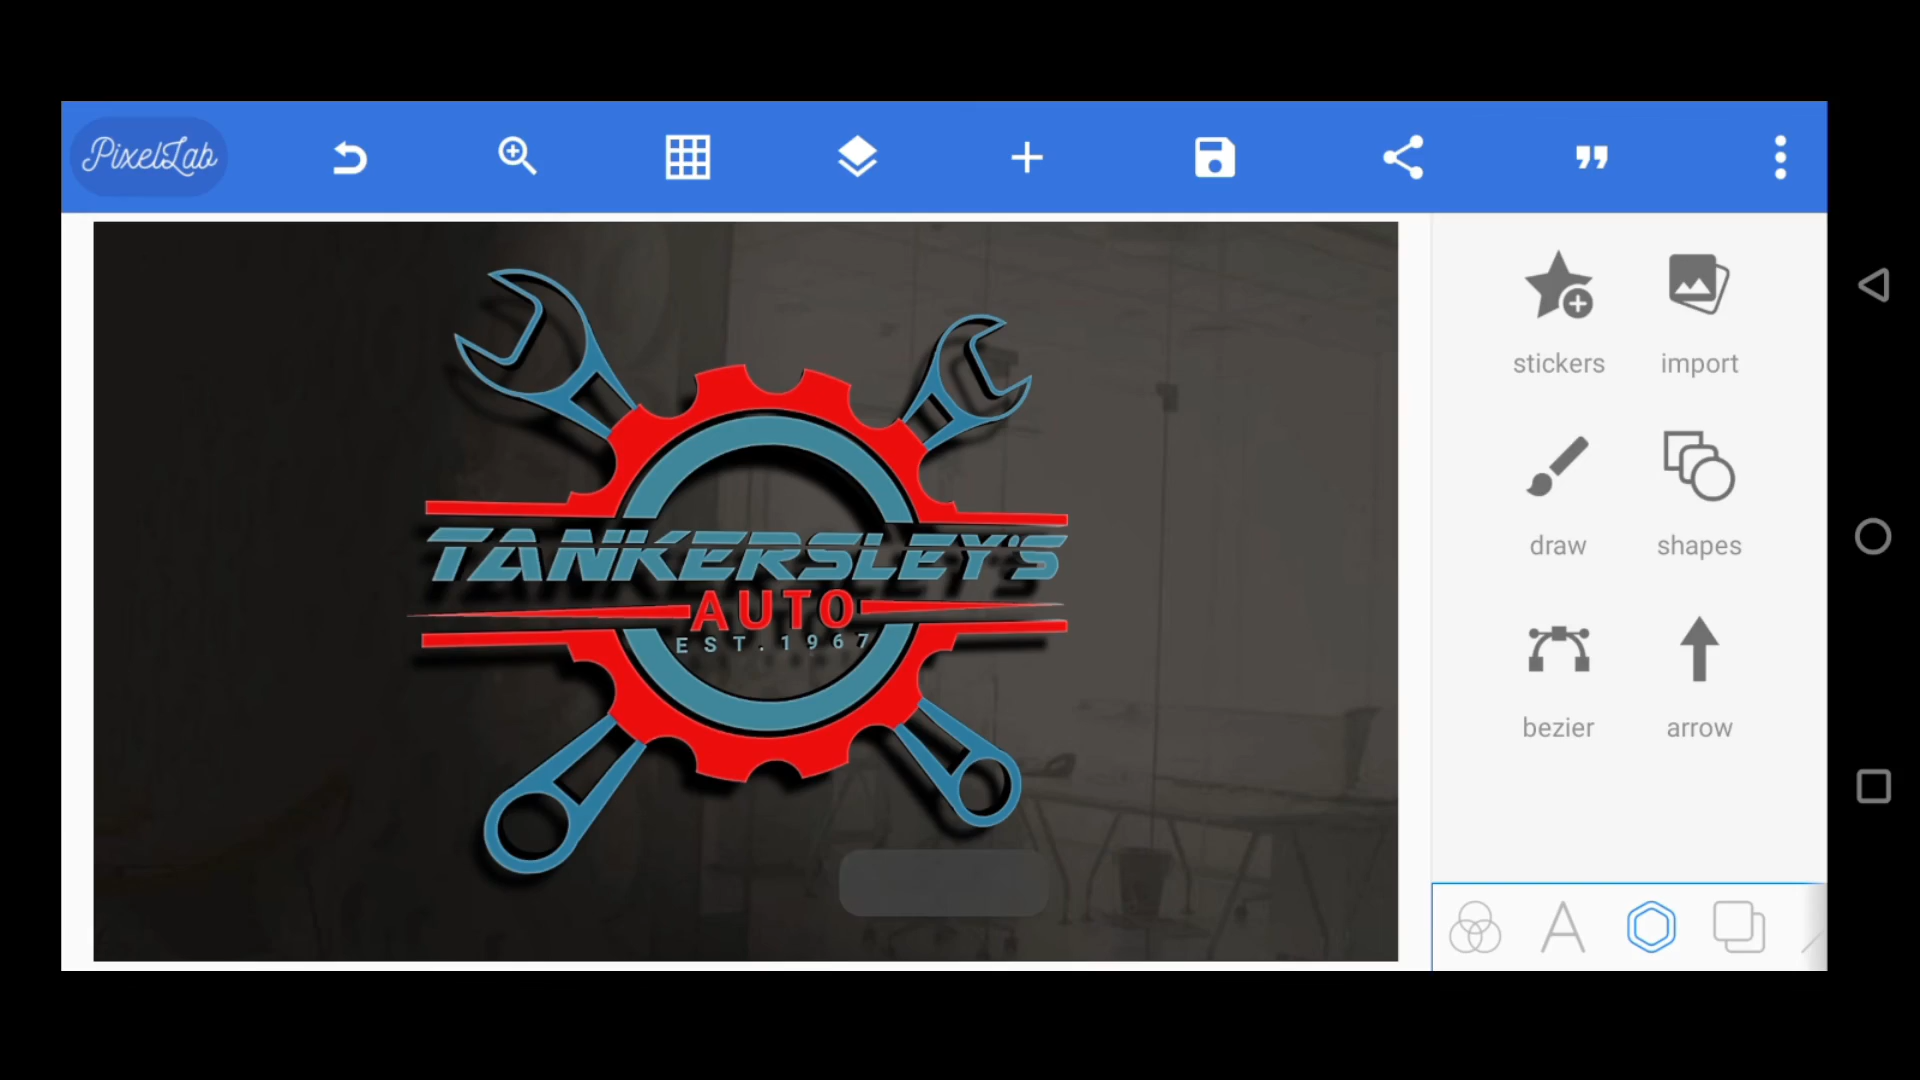 PixelLab
stickers
import
draw
shapes
bezier
arrow
TANKERSLEY'S
AUTO
EST.1967